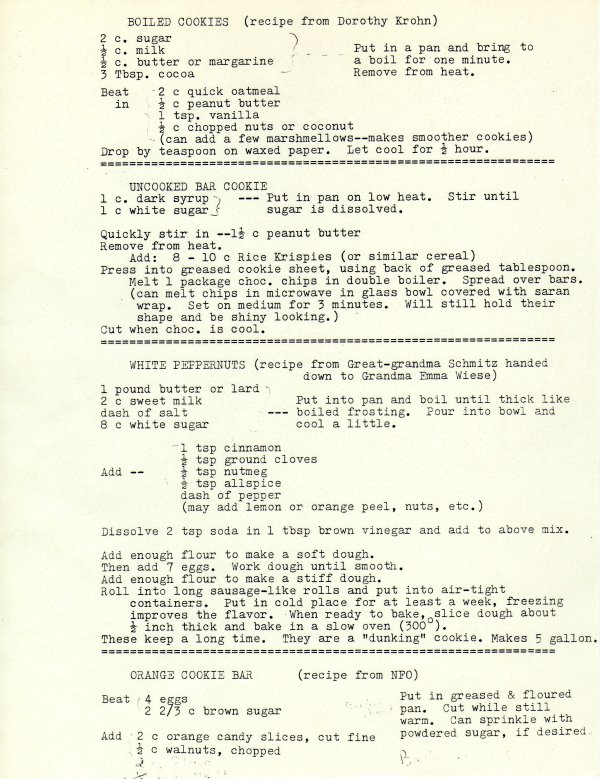 BOILED COOKIES (recipe from Dorothy Krohn)
2 c. sugar
½ c. milk Put in a pan and bring to
½ c. butter or margarine a boil for one minute.
3 Tbsp. cocoa Remove from heat.
Beat 2 c quick oatmeal
in ½ c peanut butter
1 tsp. vanilla
½ c chopped nuts or coconut
(can add a few marshmellows--makes smoother cookies)
Drop by teaspoon on waxed paper. Let cool for ½ hour.
UNCOOKED BAR COOKIE
1 c. dark syrup --- Put in pan on low heat. Stir until
1 c white sugar sugar is dissolved.
Quickly stir in --1½ c peanut butter
Remove from heat.
Add: 8 - 10 c Rice Krispies (or similar cereal)
Press into greased cookie sheet, using back of greased tablespoon.
Melt 1 package choc. chips in double boiler. Spread over bars.
(can melt chips in microwave in glass bowl covered with saran
wrap. Set on medium for 3 minutes. Will still hold their
shape and be shiny looking.)
Cut when choc. is cool.
WHITE PEPPERNUTS (recipe from Great-grandma Schmitz handed
down to Grandma Emma Wiese)
1 pound butter or lard
2 c sweet milk Put into pan and boil until thick like
dash of salt --- boiled frosting. Pour into bowl and
8 c white sugar cool a little.
1 tsp cinnamon
½ tsp ground cloves
Add -- ½ tsp nutmeg
½ tsp allspice
dash of pepper
(may add lemon or orange peel, nuts, etc.)
Dissolve 2 tsp soda in 1 tbsp brown vinegar and add to above mix.
Add enough flour to make a soft dough.
Then add 7 eggs. Work dough until smooth.
Add enough flour to make a stiff dough.
Roll into long sausage-like rolls and put into air-tight
containers. Put in cold place for at least a week, freezing
improves the flavor. When ready to bake, slice dough about
½ inch thick and bake in a slow oven (300°).
These keep a long time. They are a "dunking" cookie. Makes 5 gallon.
ORANGE COOKIE BAR (recipe from NFO)
Beat 4 eggs Put in greased & floured
2 2/3 c brown sugar pan. Cut while still
warm. Can sprinkle with
Add 2 c orange candy slices, cut fine powdered sugar, if desired
½ c walnuts, chopped